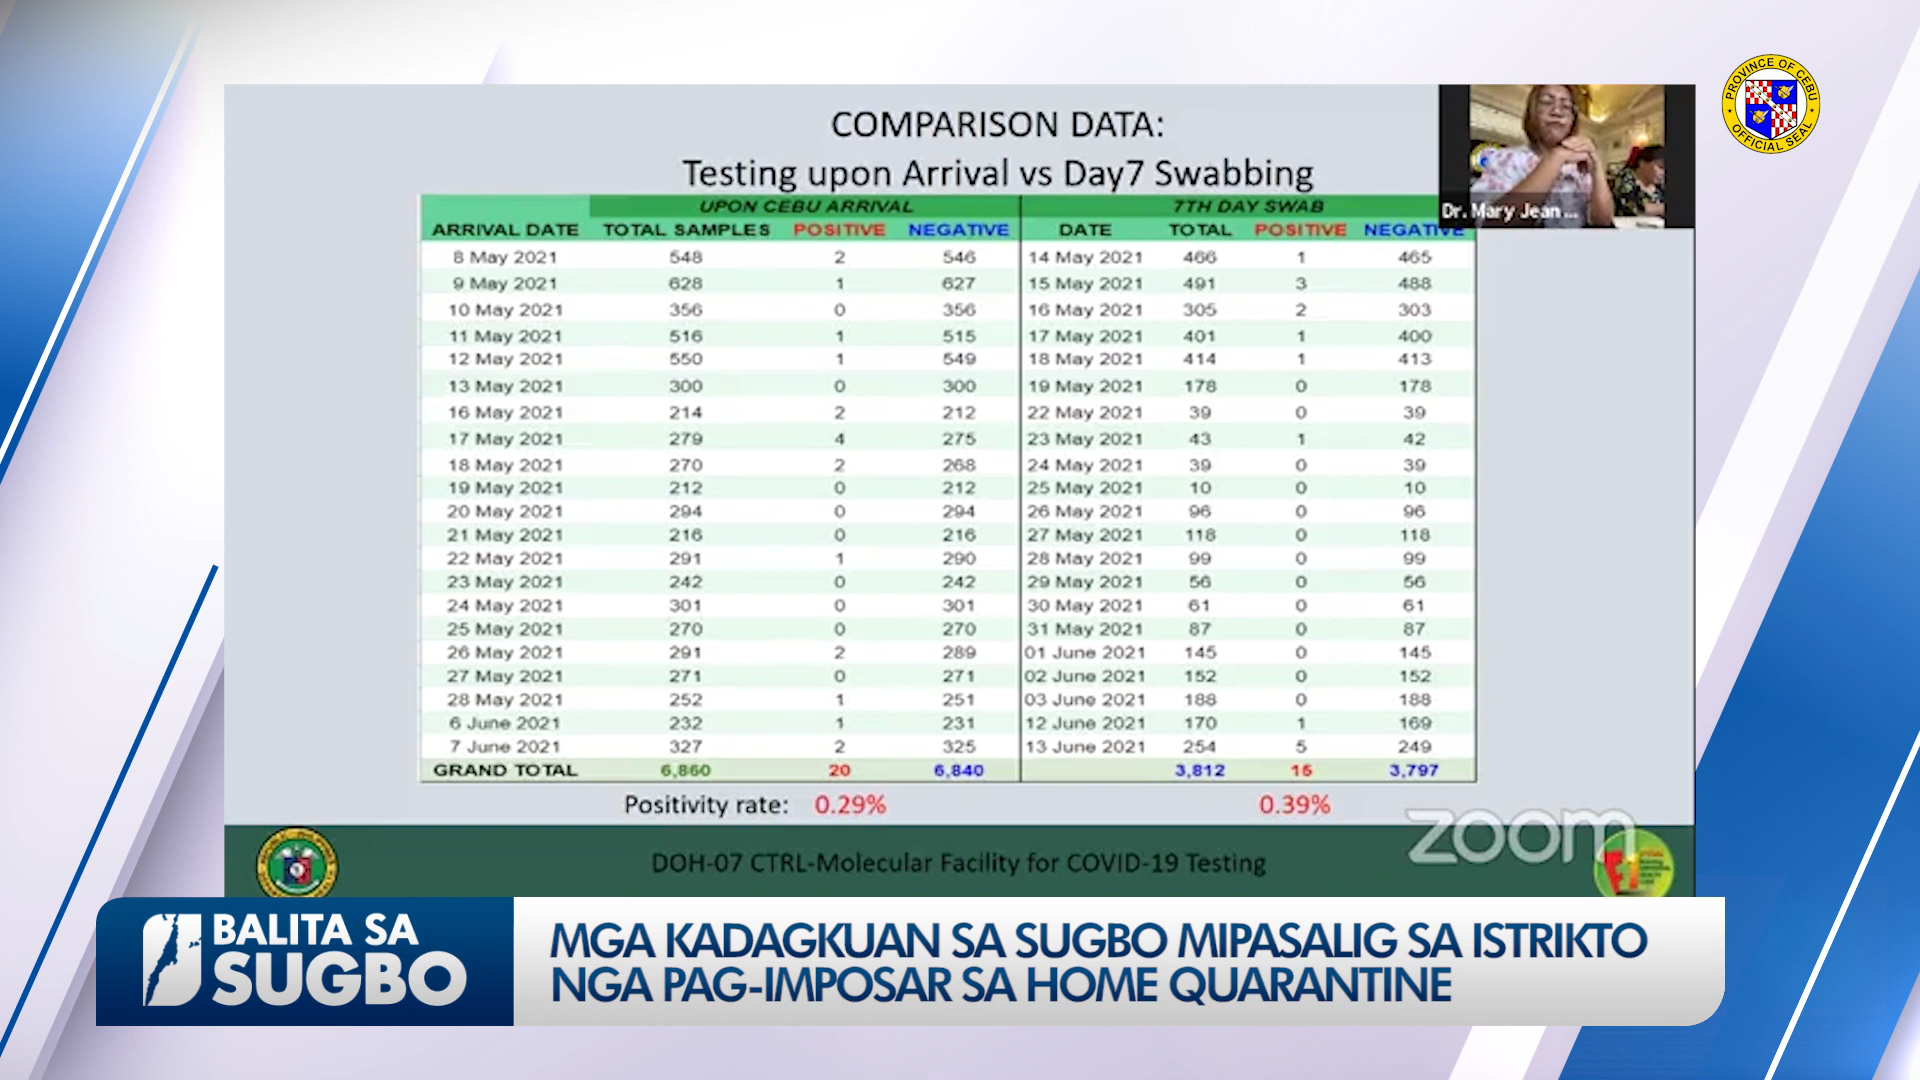 COMPARISON DATA:
Testing upon Arrival vs Day7 Swabbing
PROVINCE OF CEBU
OFFICIAL SEAL
Dr. Mary Jean ...
UPON CEBU ARRIVAL 7TH DAY SWAB
ARRIVAL DATE TOTAL SAMPLES POSITIVE NEGATIVE DATE TOTAL POSITIVE NEGATIVE
8 May 2021 548 2 546 14 May 2021 466 1 465
9 May 2021 628 1 627 15 May 2021 491 3 488
10 May 2021 356 0 356 16 May 2021 305 2 303
11 May 2021 516 1 515 17 May 2021 401 1 400
12 May 2021 550 1 549 18 May 2021 414 1 413
13 May 2021 300 0 300 19 May 2021 178 0 178
16 May 2021 214 2 212 22 May 2021 39 0 39
17 May 2021 279 4 275 23 May 2021 43 1 42
18 May 2021 270 2 268 24 May 2021 39 0 39
19 May 2021 212 0 212 25 May 2021 10 0 10
20 May 2021 294 0 294 26 May 2021 96 0 96
21 May 2021 216 0 216 27 May 2021 118 0 118
22 May 2021 291 1 290 28 May 2021 99 0 99
23 May 2021 242 0 242 29 May 2021 56 0 56
24 May 2021 301 0 301 30 May 2021 61 0 61
25 May 2021 270 0 270 31 May 2021 87 0 87
26 May 2021 291 2 289 01 June 2021 145 0 145
27 May 2021 271 0 271 02 June 2021 152 0 152
28 May 2021 252 1 251 03 June 2021 188 0 188
6 June 2021 232 1 231 12 June 2021 170 1 169
7 June 2021 327 2 325 13 June 2021 254 5 249
GRAND TOTAL 6,860 20 6,840 3,812 15 3,797
Positivity rate: 0.29% 0.39%
zoom
DOH-07 CTRL-Molecular Facility for COVID-19 Testing
BALITA SA
SUGBO
MGA KADAGKUAN SA SUGBO MIPASALIG SA ISTRIKTO
NGA PAG-IMPOSAR SA HOME QUARANTINE